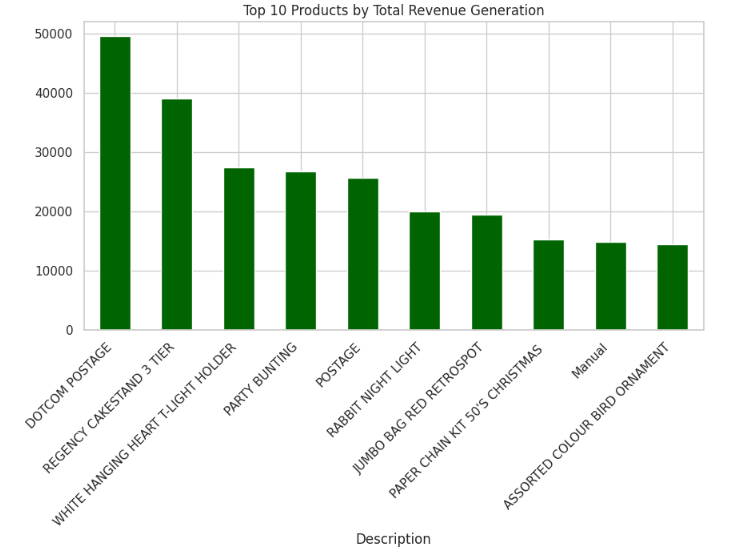 Top 10 Products by Total Revenue Generation
50000
40000
30000
20000
10000
0
DOTCOM POSTAGE
REGENCY CAKESTAND 3 TIER
WHITE HANGING HEART T-LIGHT HOLDER
PARTY BUNTING
POSTAGE
RABBIT NIGHT LIGHT
JUMBO BAG RED RETROSPOT
PAPER CHAIN KIT 50'S CHRISTMAS
Manual
ASSORTED COLOUR BIRD ORNAMENT
Description